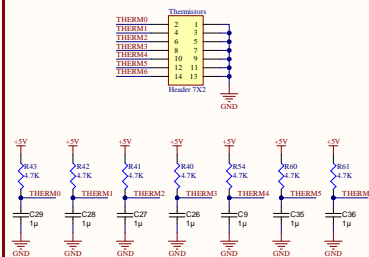 Thermistors
THERM0 2 1
THERM1 4 3
THERM2 6 5
THERM3 8 7
THERM4 10 9
THERM5 12 11
THERM6 14 13
Header 7X2
GND
+5V +5V +5V +5V +5V +5V +5V
R43 R42 R41 R40 R54 R60 R61
4.7K 4.7K 4.7K 4.7K 4.7K 4.7K 4.7K
THERM0 THERM1 THERM2 THERM3 THERM4 THERM5 THERM
C29 C28 C27 C26 C9 C35 C36
1µ 1µ 1µ 1µ 1µ 1µ 1µ
GND GND GND GND GND GND GND